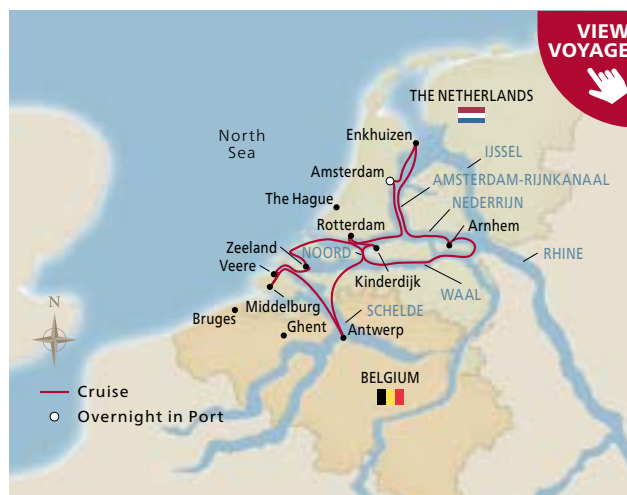 VIEW
VOYAGE
THE NETHERLANDS
North
Sea
Enkhuizen
IJSSEL
Amsterdam
AMSTERDAM-RIJNKANAAL
The Hague
NEDERRIJN
Rotterdam
Arnhem
Zeeland
NOORD
RHINE
Veere
Kinderdijk
WAAL
N
Middelburg
SCHELDE
Bruges
Ghent
Antwerp
BELGIUM
Cruise
Overnight in Port